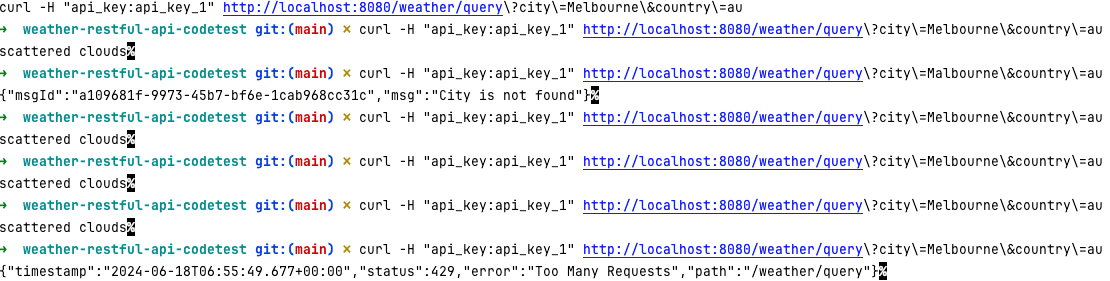 curl -H "api_key:api_key_1" http://localhost:8080/weather/query\?city\=Melbourne\&country\=au
→ weather-restful-api-codetest git:(main) × curl -H "api_key:api_key_1" http://localhost:8080/weather/query\?city\=Melbourne\&country\=au
scattered clouds%
→ weather-restful-api-codetest git:(main) × curl -H "api_key:api_key_1" http://localhost:8080/weather/query\?city\=Melbourne\&country\=au
{"msgId":"a109681f-9973-45b7-bf6e-1cab968cc31c","msg":"City is not found"}%
→ weather-restful-api-codetest git:(main) × curl -H "api_key:api_key_1" http://localhost:8080/weather/query\?city\=Melbourne\&country\=au
scattered clouds%
→ weather-restful-api-codetest git:(main) × curl -H "api_key:api_key_1" http://localhost:8080/weather/query\?city\=Melbourne\&country\=au
scattered clouds%
→ weather-restful-api-codetest git:(main) × curl -H "api_key:api_key_1" http://localhost:8080/weather/query\?city\=Melbourne\&country\=au
scattered clouds%
→ weather-restful-api-codetest git:(main) × curl -H "api_key:api_key_1" http://localhost:8080/weather/query\?city\=Melbourne\&country\=au
{"timestamp":"2024-06-18T06:55:49.677+00:00","status":429,"error":"Too Many Requests","path":"/weather/query"}%